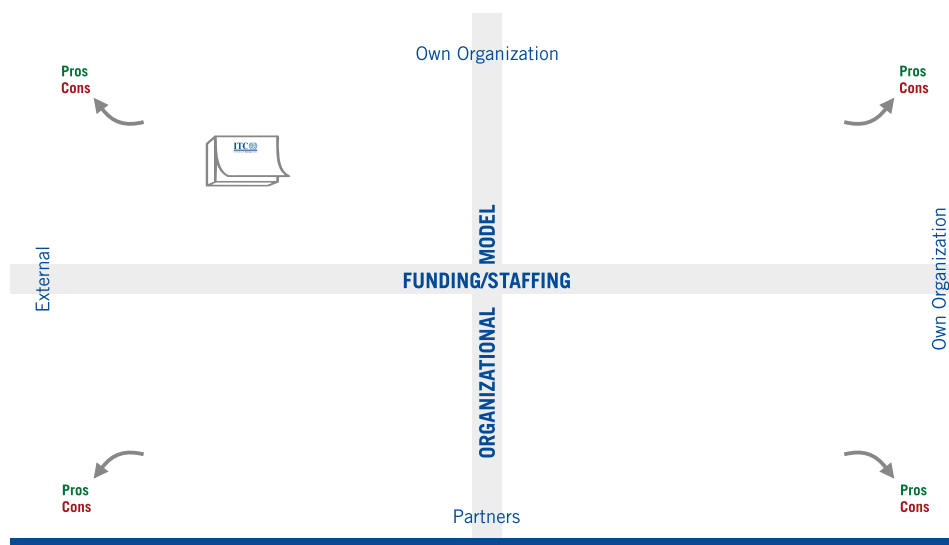 Own Organization
Pros
Cons
Pros
Cons
ITC
ORGANIZATIONAL MODEL
External
FUNDING/STAFFING
Own Organization
Pros
Cons
Pros
Cons
Partners